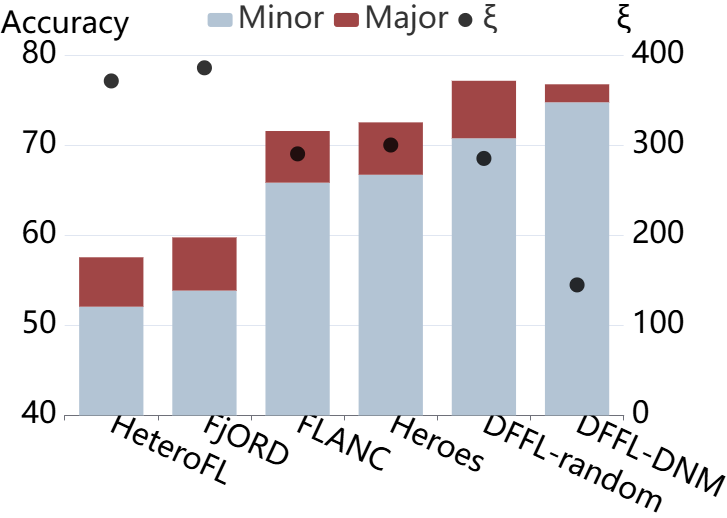 Accuracy
Minor Major ξ
ξ
80
400
70
300
60
200
50
100
40
0
HeteroFL
FjORD
FLANC
Heroes
DFFL-random
DFFL-DNM